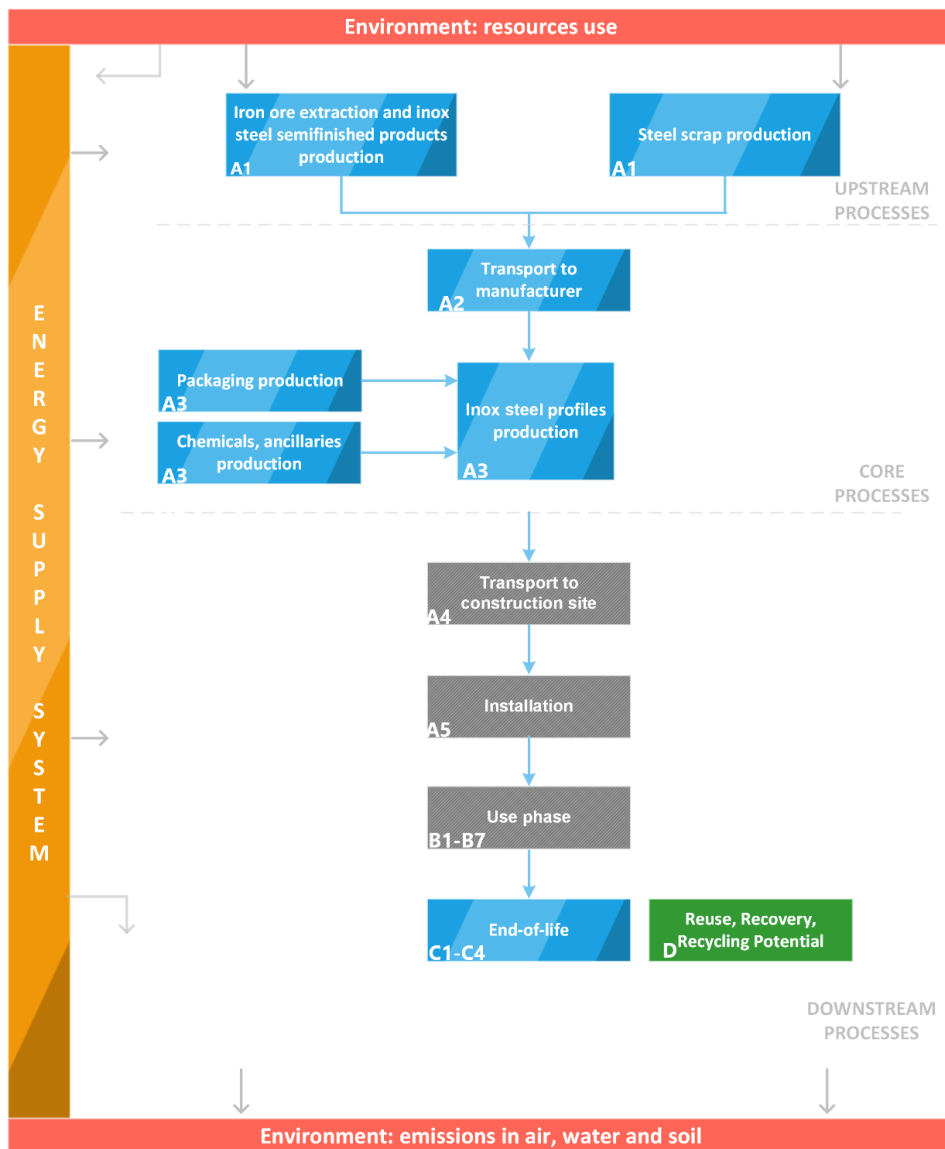 Environment: resources use
Iron ore extraction and inox
steel semifinished products
production
A1
Steel scrap production
A1
UPSTREAM
PROCESSES
Transport to
manufacturer
A2
ENERGY SUPPLY SYSTEM
Packaging production
A3
Inox steel profiles
production
A3
Chemicals, ancillaries
production
A3
CORE
PROCESSES
Transport to
construction site
A4
Installation
A5
Use phase
B1-B7
End-of-life
C1-C4
Reuse, Recovery,
Recycling Potential
D
DOWNSTREAM
PROCESSES
Environment: emissions in air, water and soil